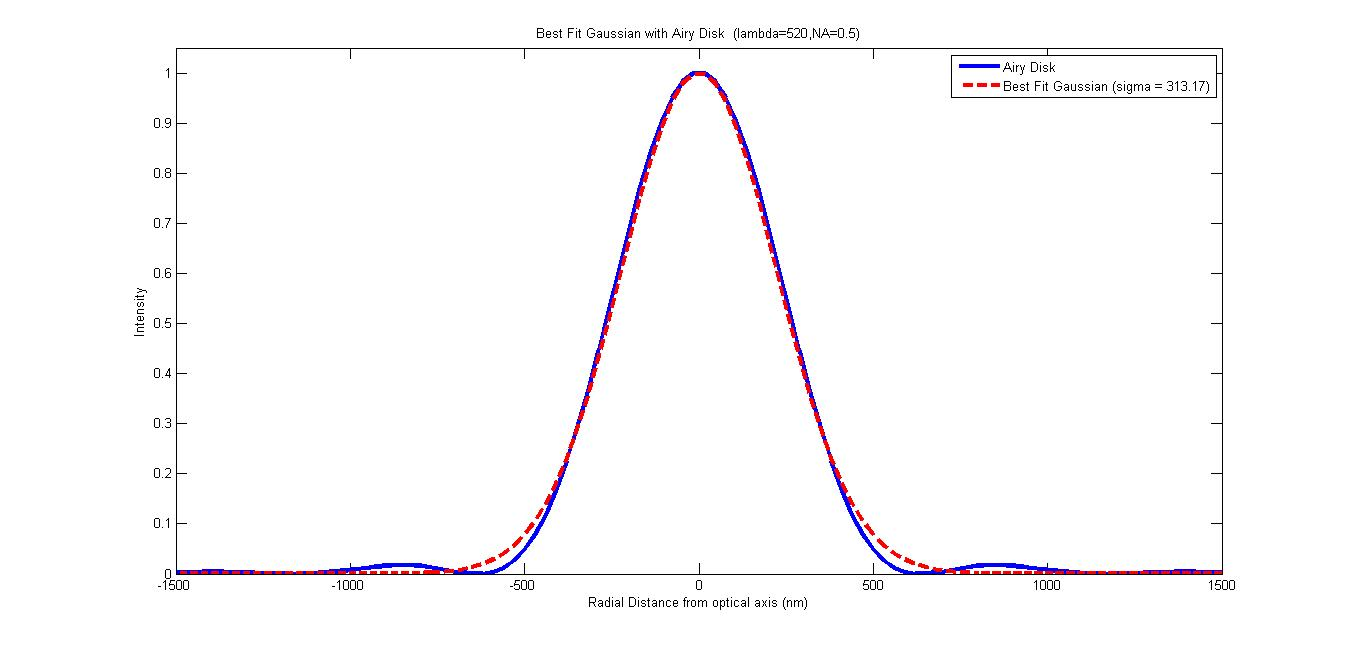 Best Fit Gaussian with Airy Disk  (lambda=520,NA=0.5)
Airy Disk
Best Fit Gaussian (sigma = 313.17)
1
0.9
0.8
0.7
0.6
0.5
0.4
0.3
0.2
0.1
0
Intensity
-1500 -1000 -500 0 500 1000 1500
Radial Distance from optical axis (nm)